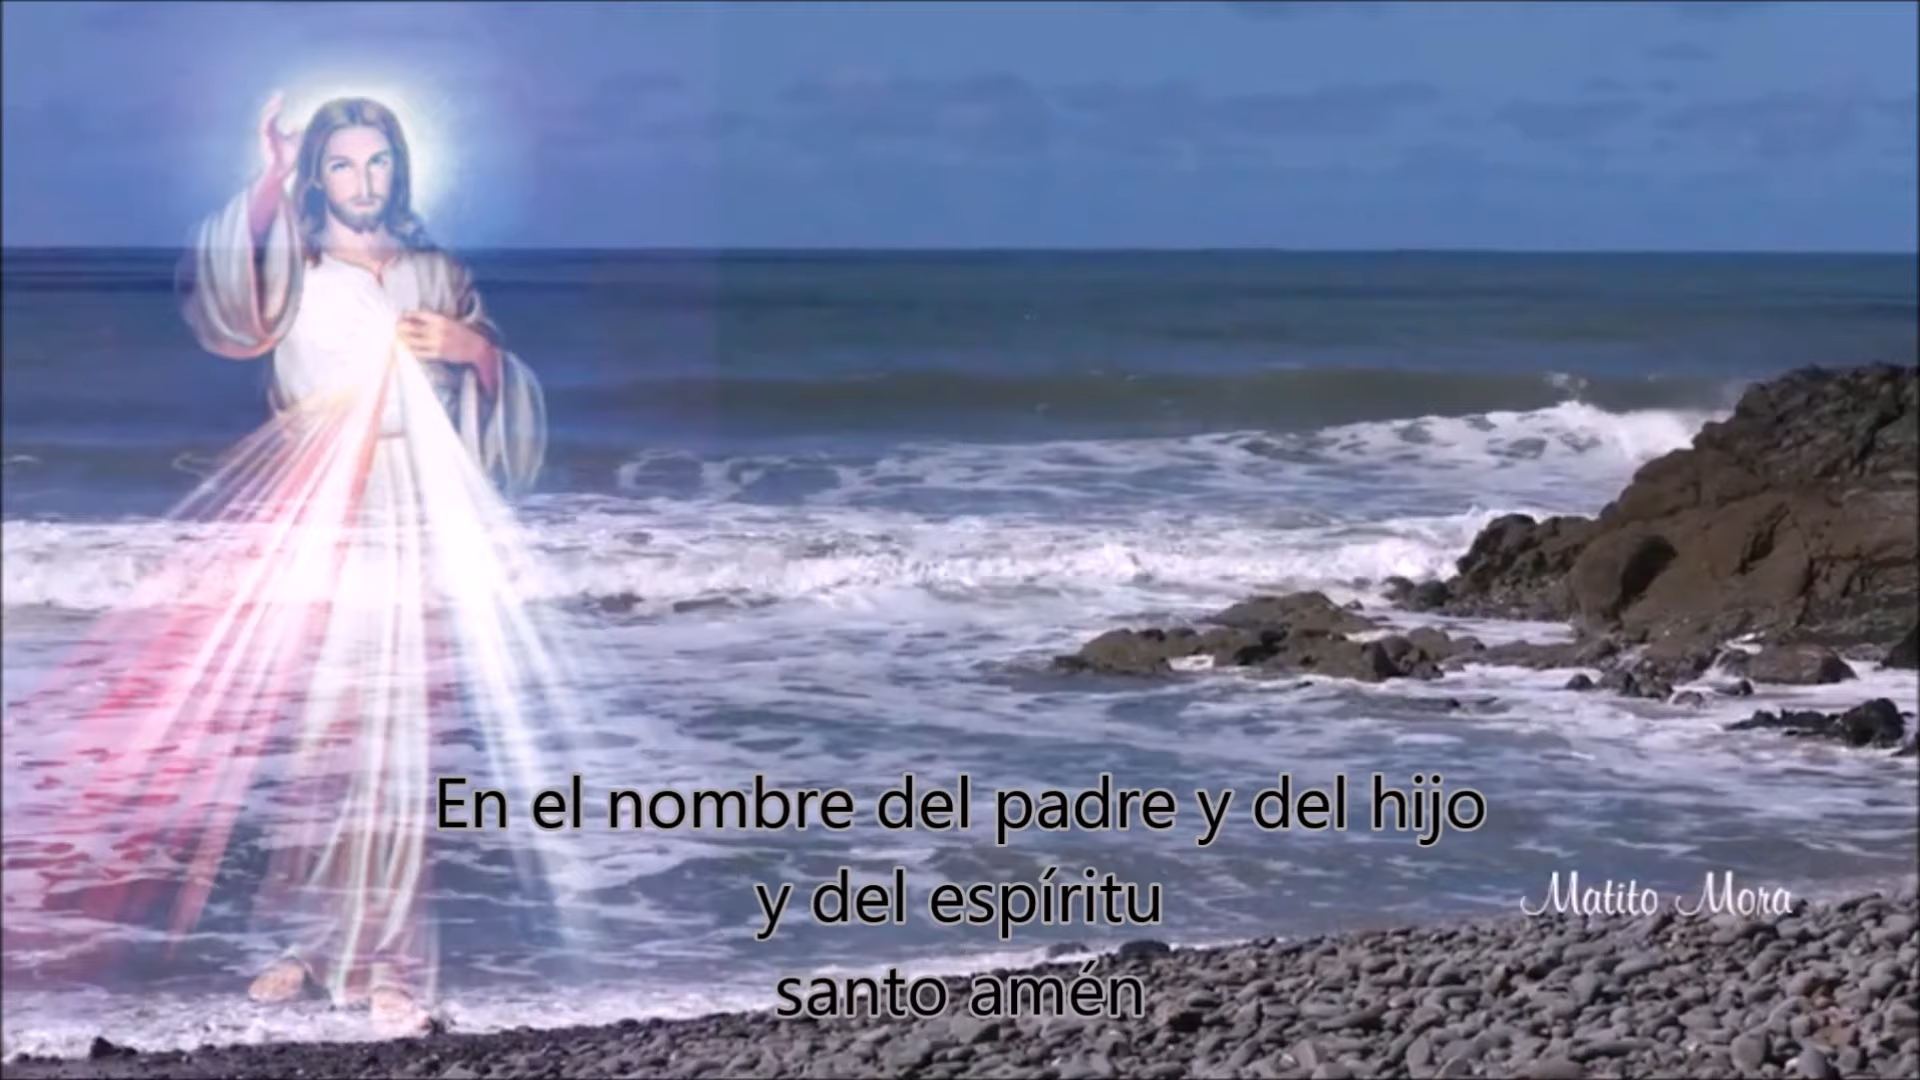 En el nombre del padre y del hijo
y del espíritu
santo amén
Matito Mora